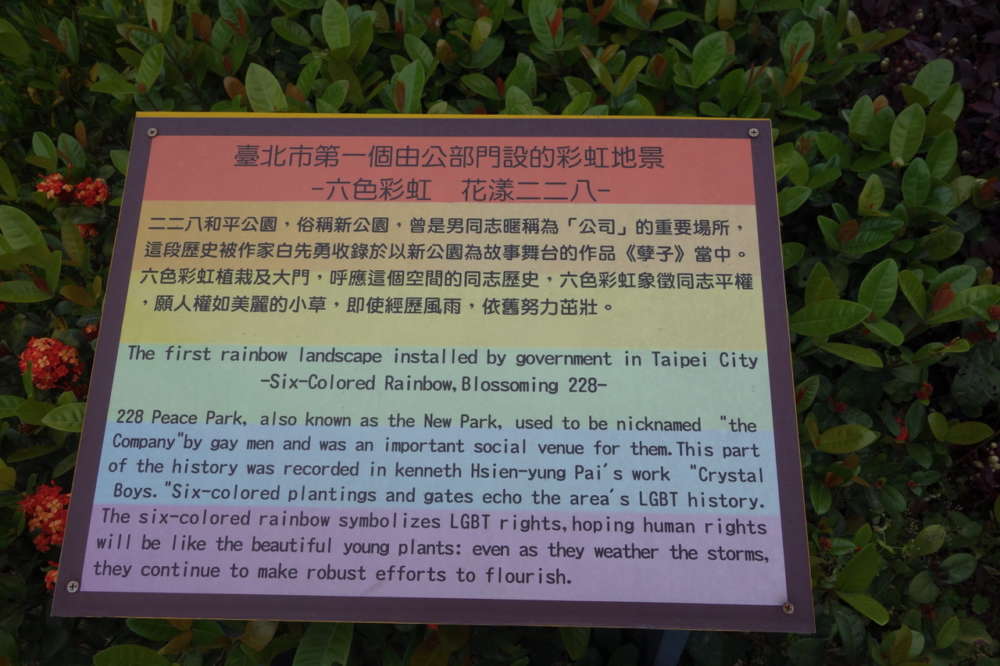 臺北市第一個由公部門設的彩虹地景
-六色彩虹 花漾二二八-
二二八和平公園，俗稱新公園，曾是男同志暱稱為「公司」的重要場所，
這段歷史被作家白先勇收錄於以新公園為故事舞台的作品《孽子》當中。
六色彩虹植栽及大門，呼應這個空間的同志歷史，六色彩虹象徵同志平權
，願人權如美麗的小草，即使經歷風雨，依舊努力茁壯。
The first rainbow landscape installed by government in Taipei City
-Six-Colored Rainbow,Blossoming 228-
228 Peace Park, also known as the New Park, used to be nicknamed "the
Company"by gay men and was an important social venue for them.This part
of the history was recorded in kenneth Hsien-yung Pai's work "Crystal
Boys."Six-colored plantings and gates echo the area's LGBT history.
The six-colored rainbow symbolizes LGBT rights,hoping human rights
will be like the beautiful young plants: even as they weather the storms,
they continue to make robust efforts to flourish.